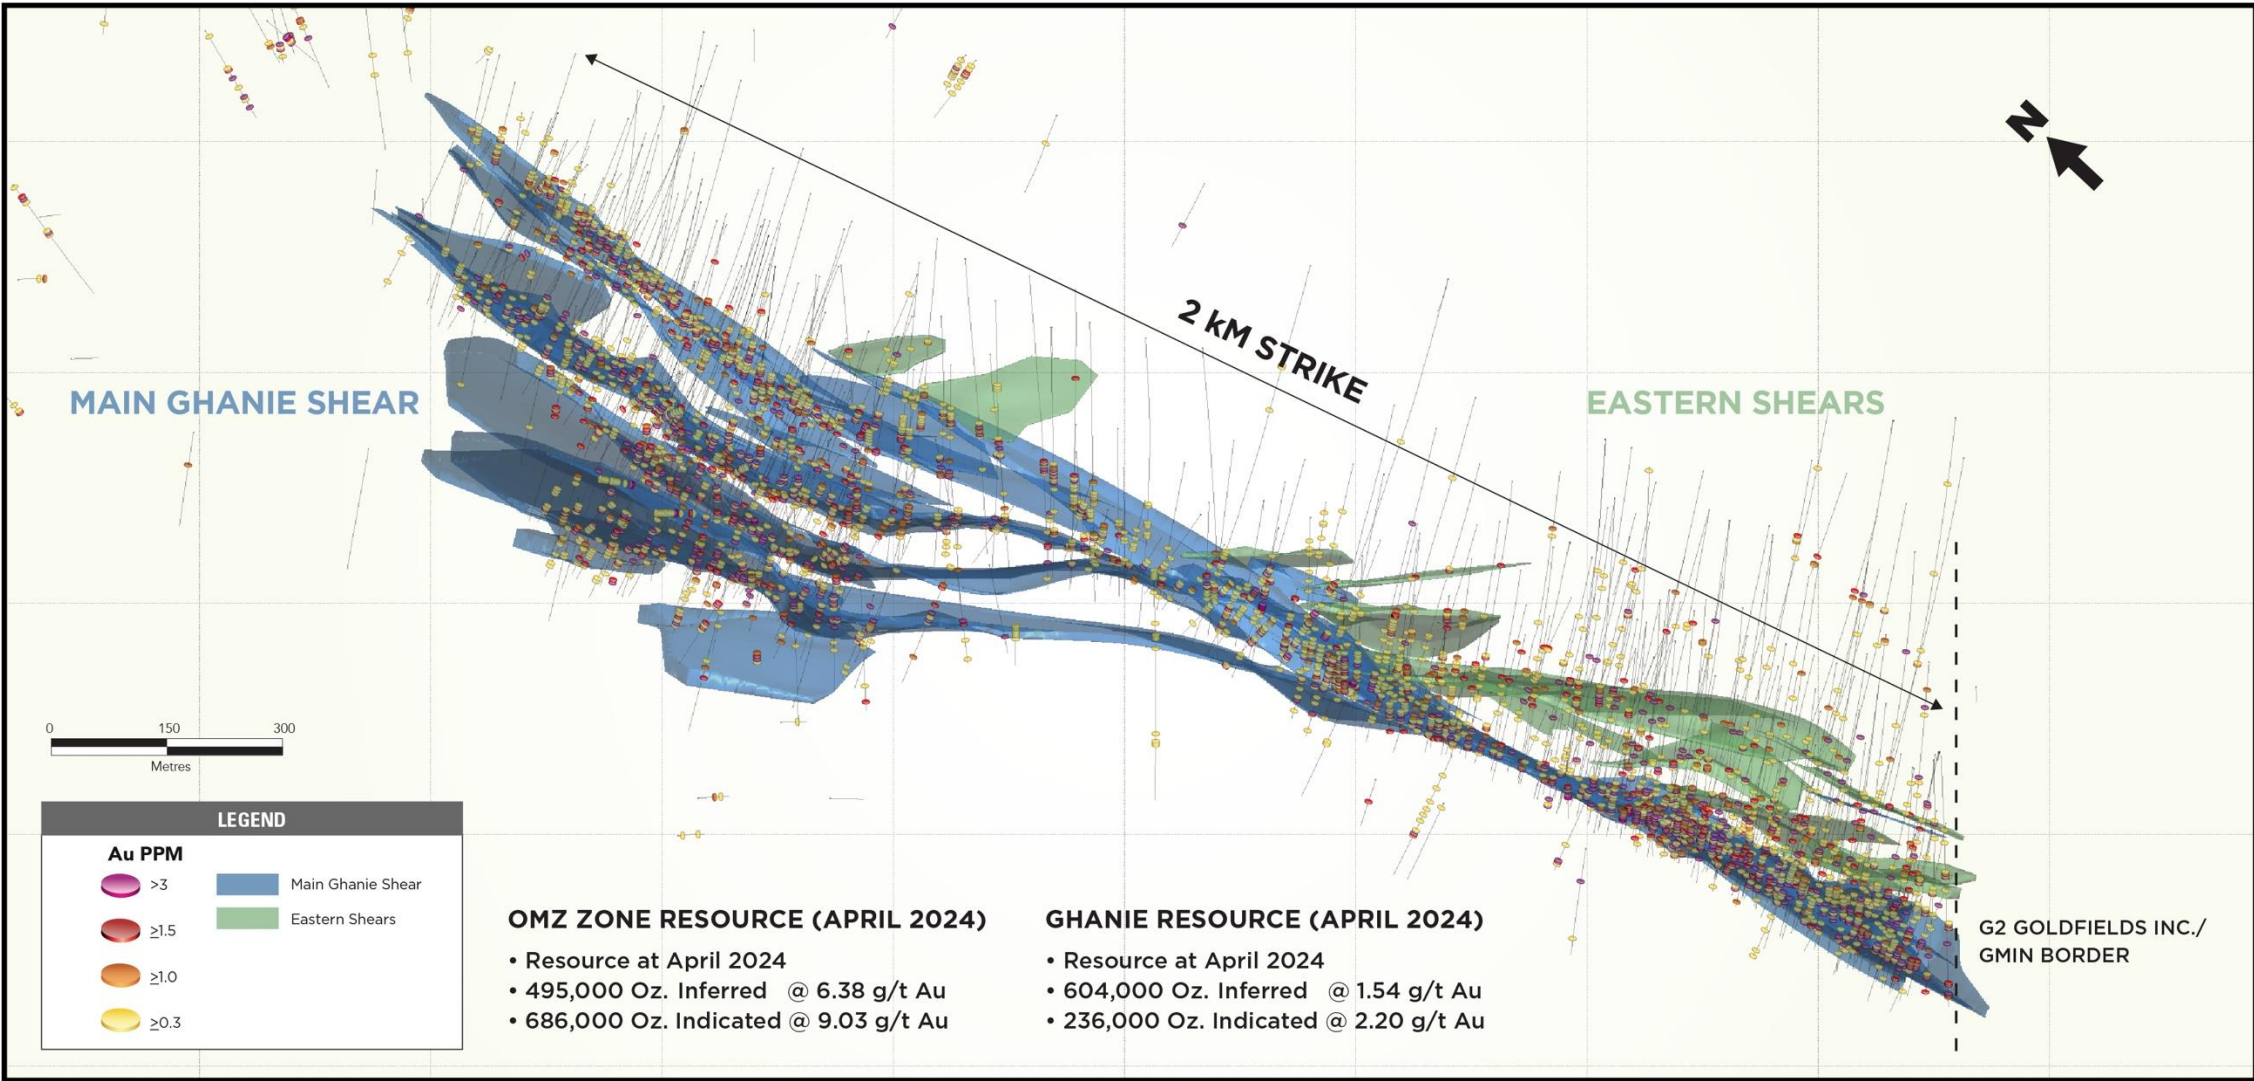 N
2 kM STRIKE
MAIN GHANIE SHEAR
EASTERN SHEARS
0 150 300
Metres
LEGEND
Au PPM
>3
≥1.5
≥1.0
≥0.3
Main Ghanie Shear
Eastern Shears
OMZ ZONE RESOURCE (APRIL 2024)
• Resource at April 2024
• 495,000 Oz. Inferred @ 6.38 g/t Au
• 686,000 Oz. Indicated @ 9.03 g/t Au
GHANIE RESOURCE (APRIL 2024)
• Resource at April 2024
• 604,000 Oz. Inferred @ 1.54 g/t Au
• 236,000 Oz. Indicated @ 2.20 g/t Au
G2 GOLDFIELDS INC./
GMIN BORDER